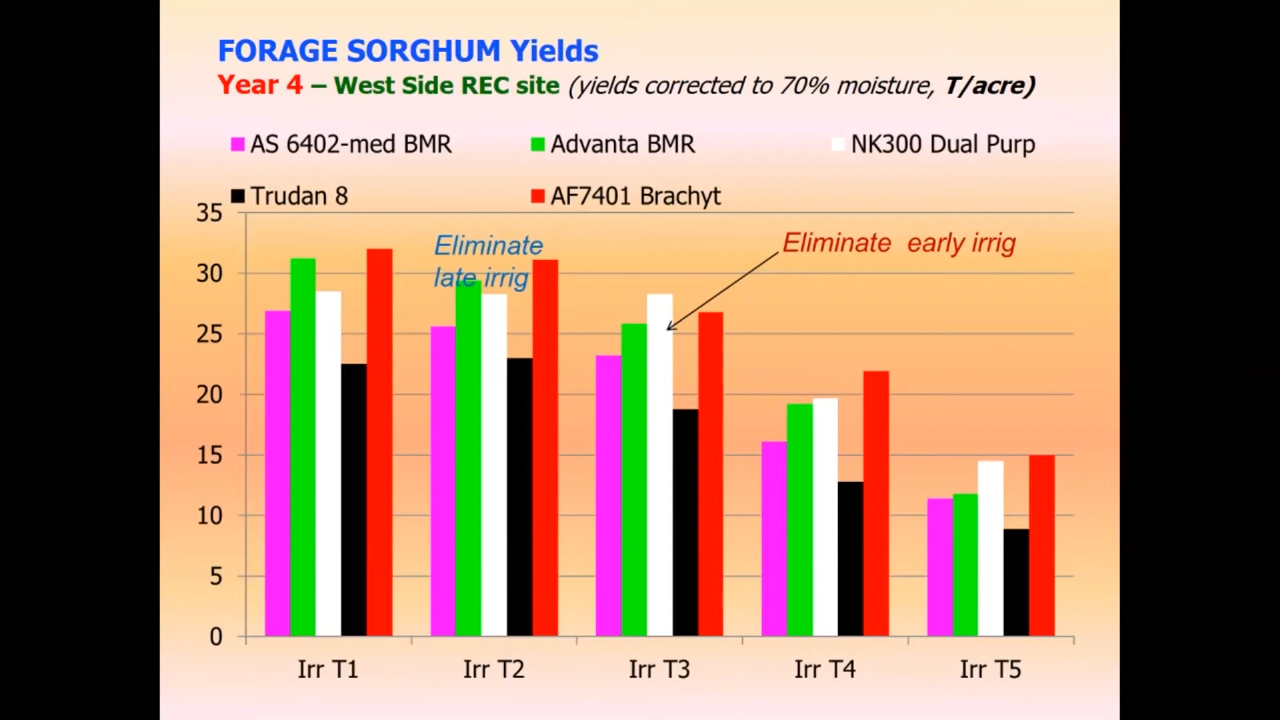 FORAGE SORGHUM Yields
Year 4 – West Side REC site (yields corrected to 70% moisture, T/acre)
AS 6402-med BMR Advanta BMR NK300 Dual Purp
Trudan 8 AF7401 Brachyt
35
30
25
20
15
10
5
0
Eliminate
late irrig
Eliminate early irrig
Irr T1 Irr T2 Irr T3 Irr T4 Irr T5